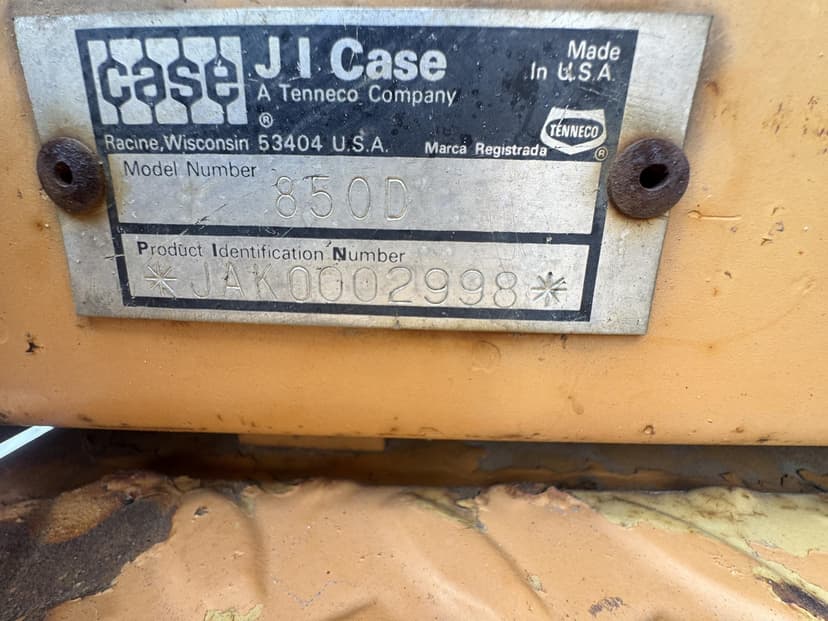 case
J I Case
A Tenneco Company
®
Made
In U.S.A.
TENNECO
®
Racine, Wisconsin 53404 U.S.A.
Marca Registrada
Model Number
850D
Product Identification Number
*JAK0002998*